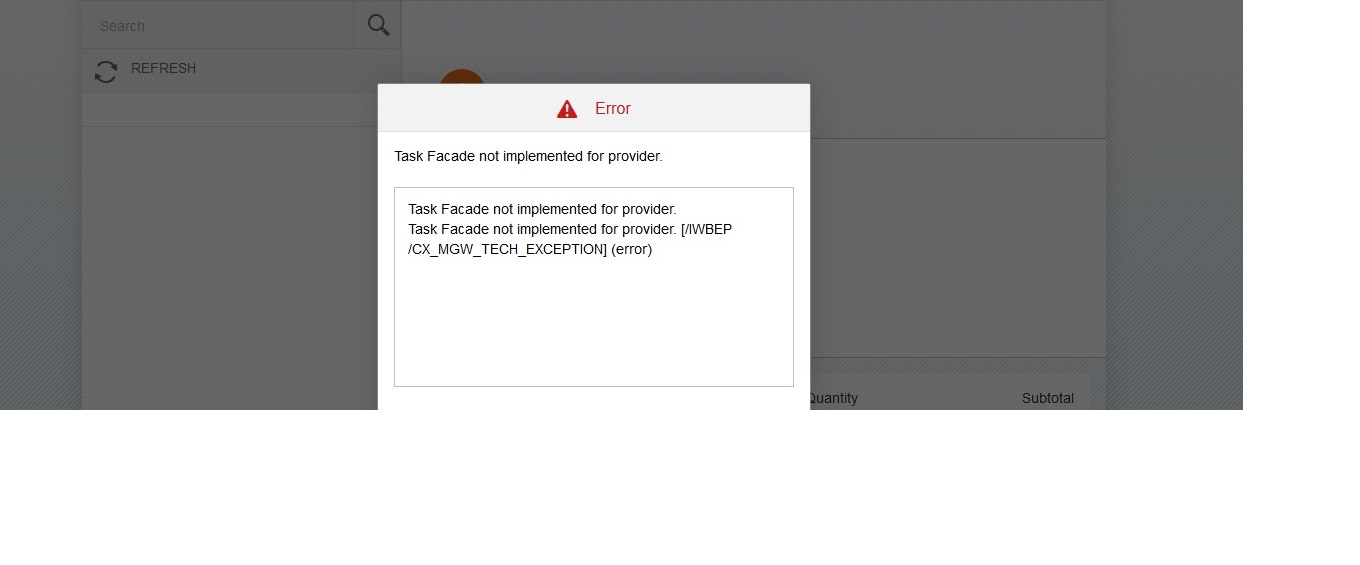 Search
REFRESH
Error
Task Facade not implemented for provider.
Task Facade not implemented for provider.
Task Facade not implemented for provider. [/IWBEP
/CX_MGW_TECH_EXCEPTION] (error)
Quantity
Subtotal